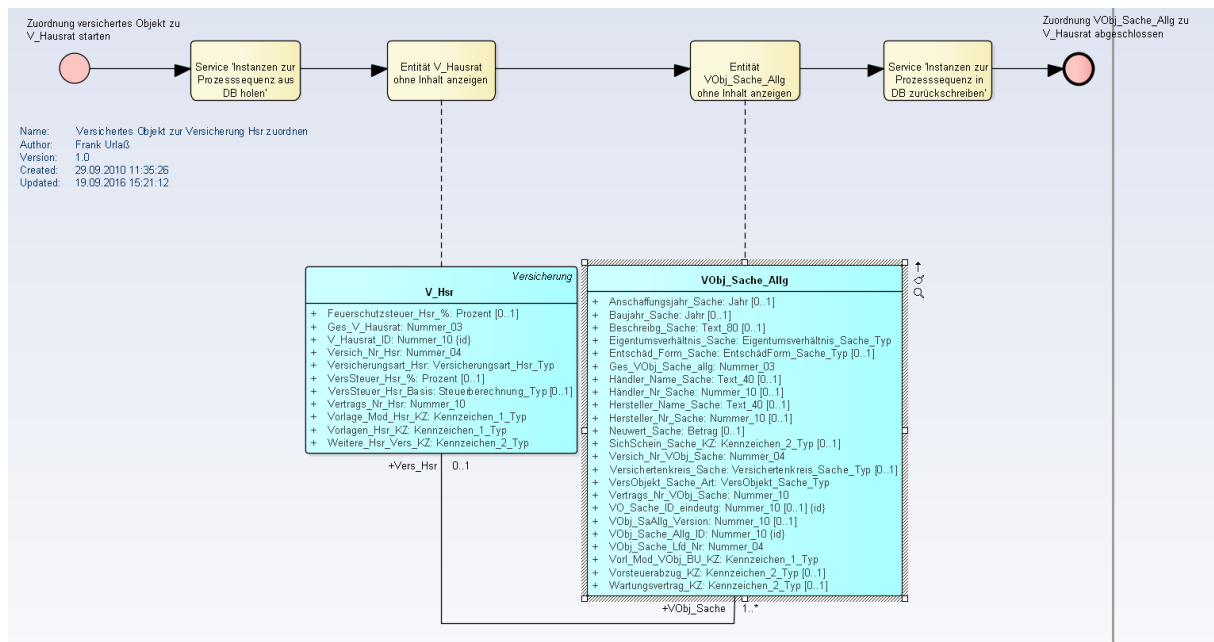 Zuordnung versichertes Objekt zu
V_Hausrat starten
Zuordnung VObj_Sache_Allg zu
V_Hausrat abgeschlossen
Service 'Instanzen zur
Prozesssequenz aus
DB holen'
Entität V_Hausrat
ohne Inhalt anzeigen
Entität
VObj_Sache_Allg
ohne Inhalt anzeigen
Service 'Instanzen zur
Prozesssequenz in
DB zurückschreiben'
Name: Versichertes Objekt zur Versicherung Hsr zuordnen
Author: Frank Urlaß
Version: 1.0
Created: 29.09.2010 11:35:26
Updated: 19.09.2016 15:21:12
Versicherung
V_Hsr
+ Feuerschutzsteuer_Hsr_%: Prozent [0..1]
+ Ges_V_Hausrat: Nummer_03
+ V_Hausrat_ID: Nummer_10 {id}
+ Versich_Nr_Hsr: Nummer_04
+ Versicherungsart_Hsr: Versicherungsart_Hsr_Typ
+ VersSteuer_Hsr_%: Prozent [0..1]
+ VersSteuer_Hsr_Basis: Steuerberechnung_Typ [0..1]
+ Vertrags_Nr_Hsr: Nummer_10
+ Vorlage_Mod_Hsr_KZ: Kennzeichen_1_Typ
+ Vorlagen_Hsr_KZ: Kennzeichen_1_Typ
+ Weitere_Hsr_Vers_KZ: Kennzeichen_2_Typ
+Vers_Hsr 0..1
VObj_Sache_Allg
+ Anschaffungsjahr_Sache: Jahr [0..1]
+ Baujahr_Sache: Jahr [0..1]
+ Beschreibg_Sache: Text_80 [0..1]
+ Eigentumsverhältnis_Sache: Eigentumsverhältnis_Sache_Typ
+ Entschäd_Form_Sache: EntschädForm_Sache_Typ [0..1]
+ Ges_VObj_Sache_allg: Nummer_03
+ Händler_Name_Sache: Text_40 [0..1]
+ Händler_Nr_Sache: Nummer_10 [0..1]
+ Hersteller_Name_Sache: Text_40 [0..1]
+ Hersteller_Nr_Sache: Nummer_10 [0..1]
+ Neuwert_Sache: Betrag [0..1]
+ SichSchein_Sache_KZ: Kennzeichen_2_Typ [0..1]
+ Versich_Nr_VObj_Sache: Nummer_04
+ Versichertenkreis_Sache: Versichertenkreis_Sache_Typ [0..1]
+ VersObjekt_Sache_Art: VersObjekt_Sache_Typ
+ Vertrags_Nr_VObj_Sache: Nummer_10
+ VO_Sache_ID_eindeutg: Nummer_10 [0..1] {id}
+ VObj_SaAllg_Version: Nummer_10 [0..1]
+ VObj_Sache_Allg_ID: Nummer_10 {id}
+ VObj_Sache_Lfd_Nr: Nummer_04
+ Vorl_Mod_VObj_BU_KZ: Kennzeichen_1_Typ
+ Vorsteuerabzug_KZ: Kennzeichen_2_Typ [0..1]
+ Wartungsvertrag_KZ: Kennzeichen_2_Typ [0..1]
+VObj_Sache 1..*